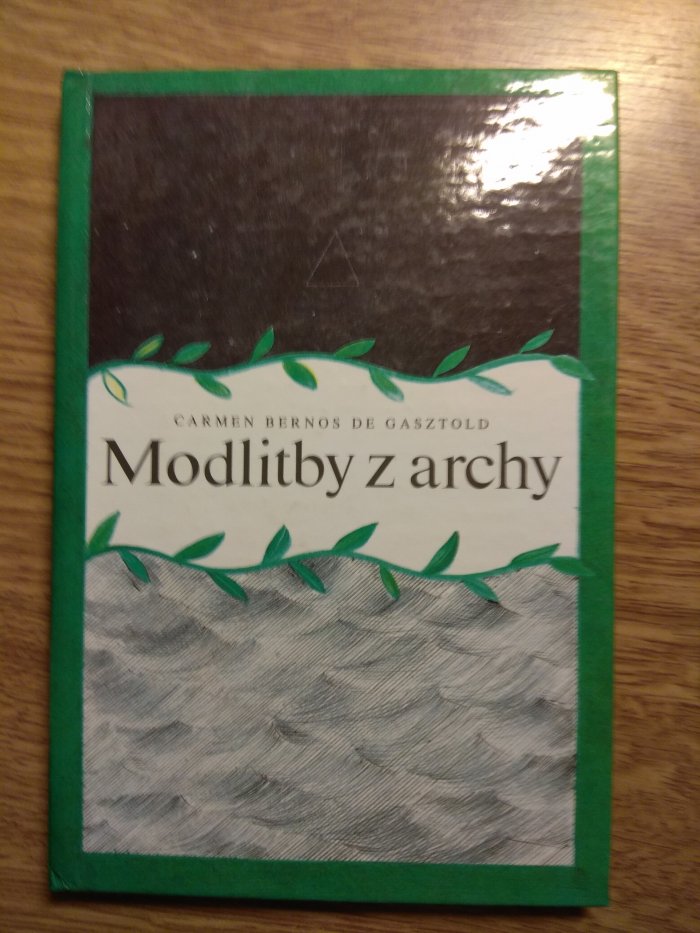 CARMEN BERNOS DE GASZTOLD
Modlitby z archy